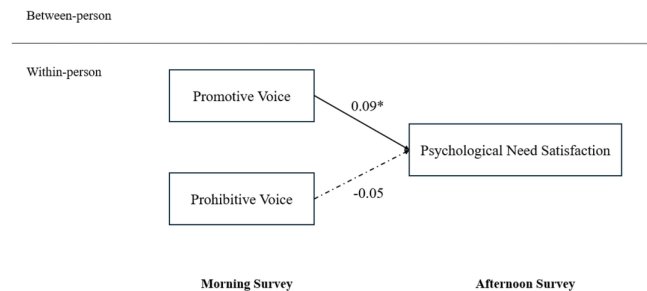 Between-person
Within-person
Promotive Voice
0.09*
Psychological Need Satisfaction
Prohibitive Voice
-0.05
Morning Survey
Afternoon Survey